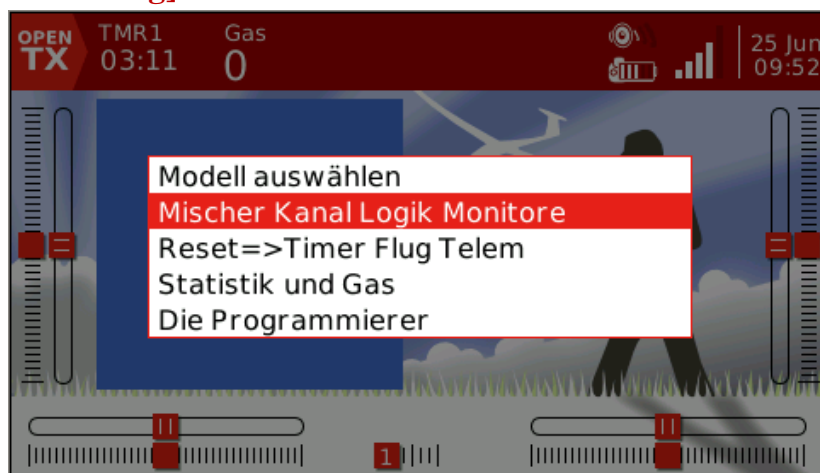 OPEN TX
TMR1
03:11
Gas
0
25 Jun
09:52
Modell auswählen
Mischer Kanal Logik Monitore
Reset=>Timer Flug Telem
Statistik und Gas
Die Programmierer
1